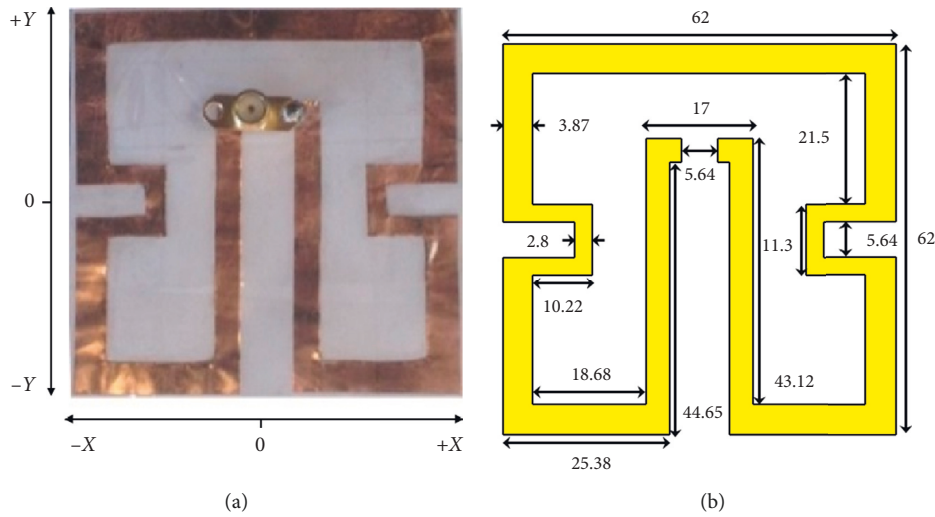 +Y
0
−Y
−X
0
+X
(a)
62
17
3.87
21.5
5.64
2.8
11.3
5.64
62
10.22
18.68
43.12
44.65
25.38
(b)